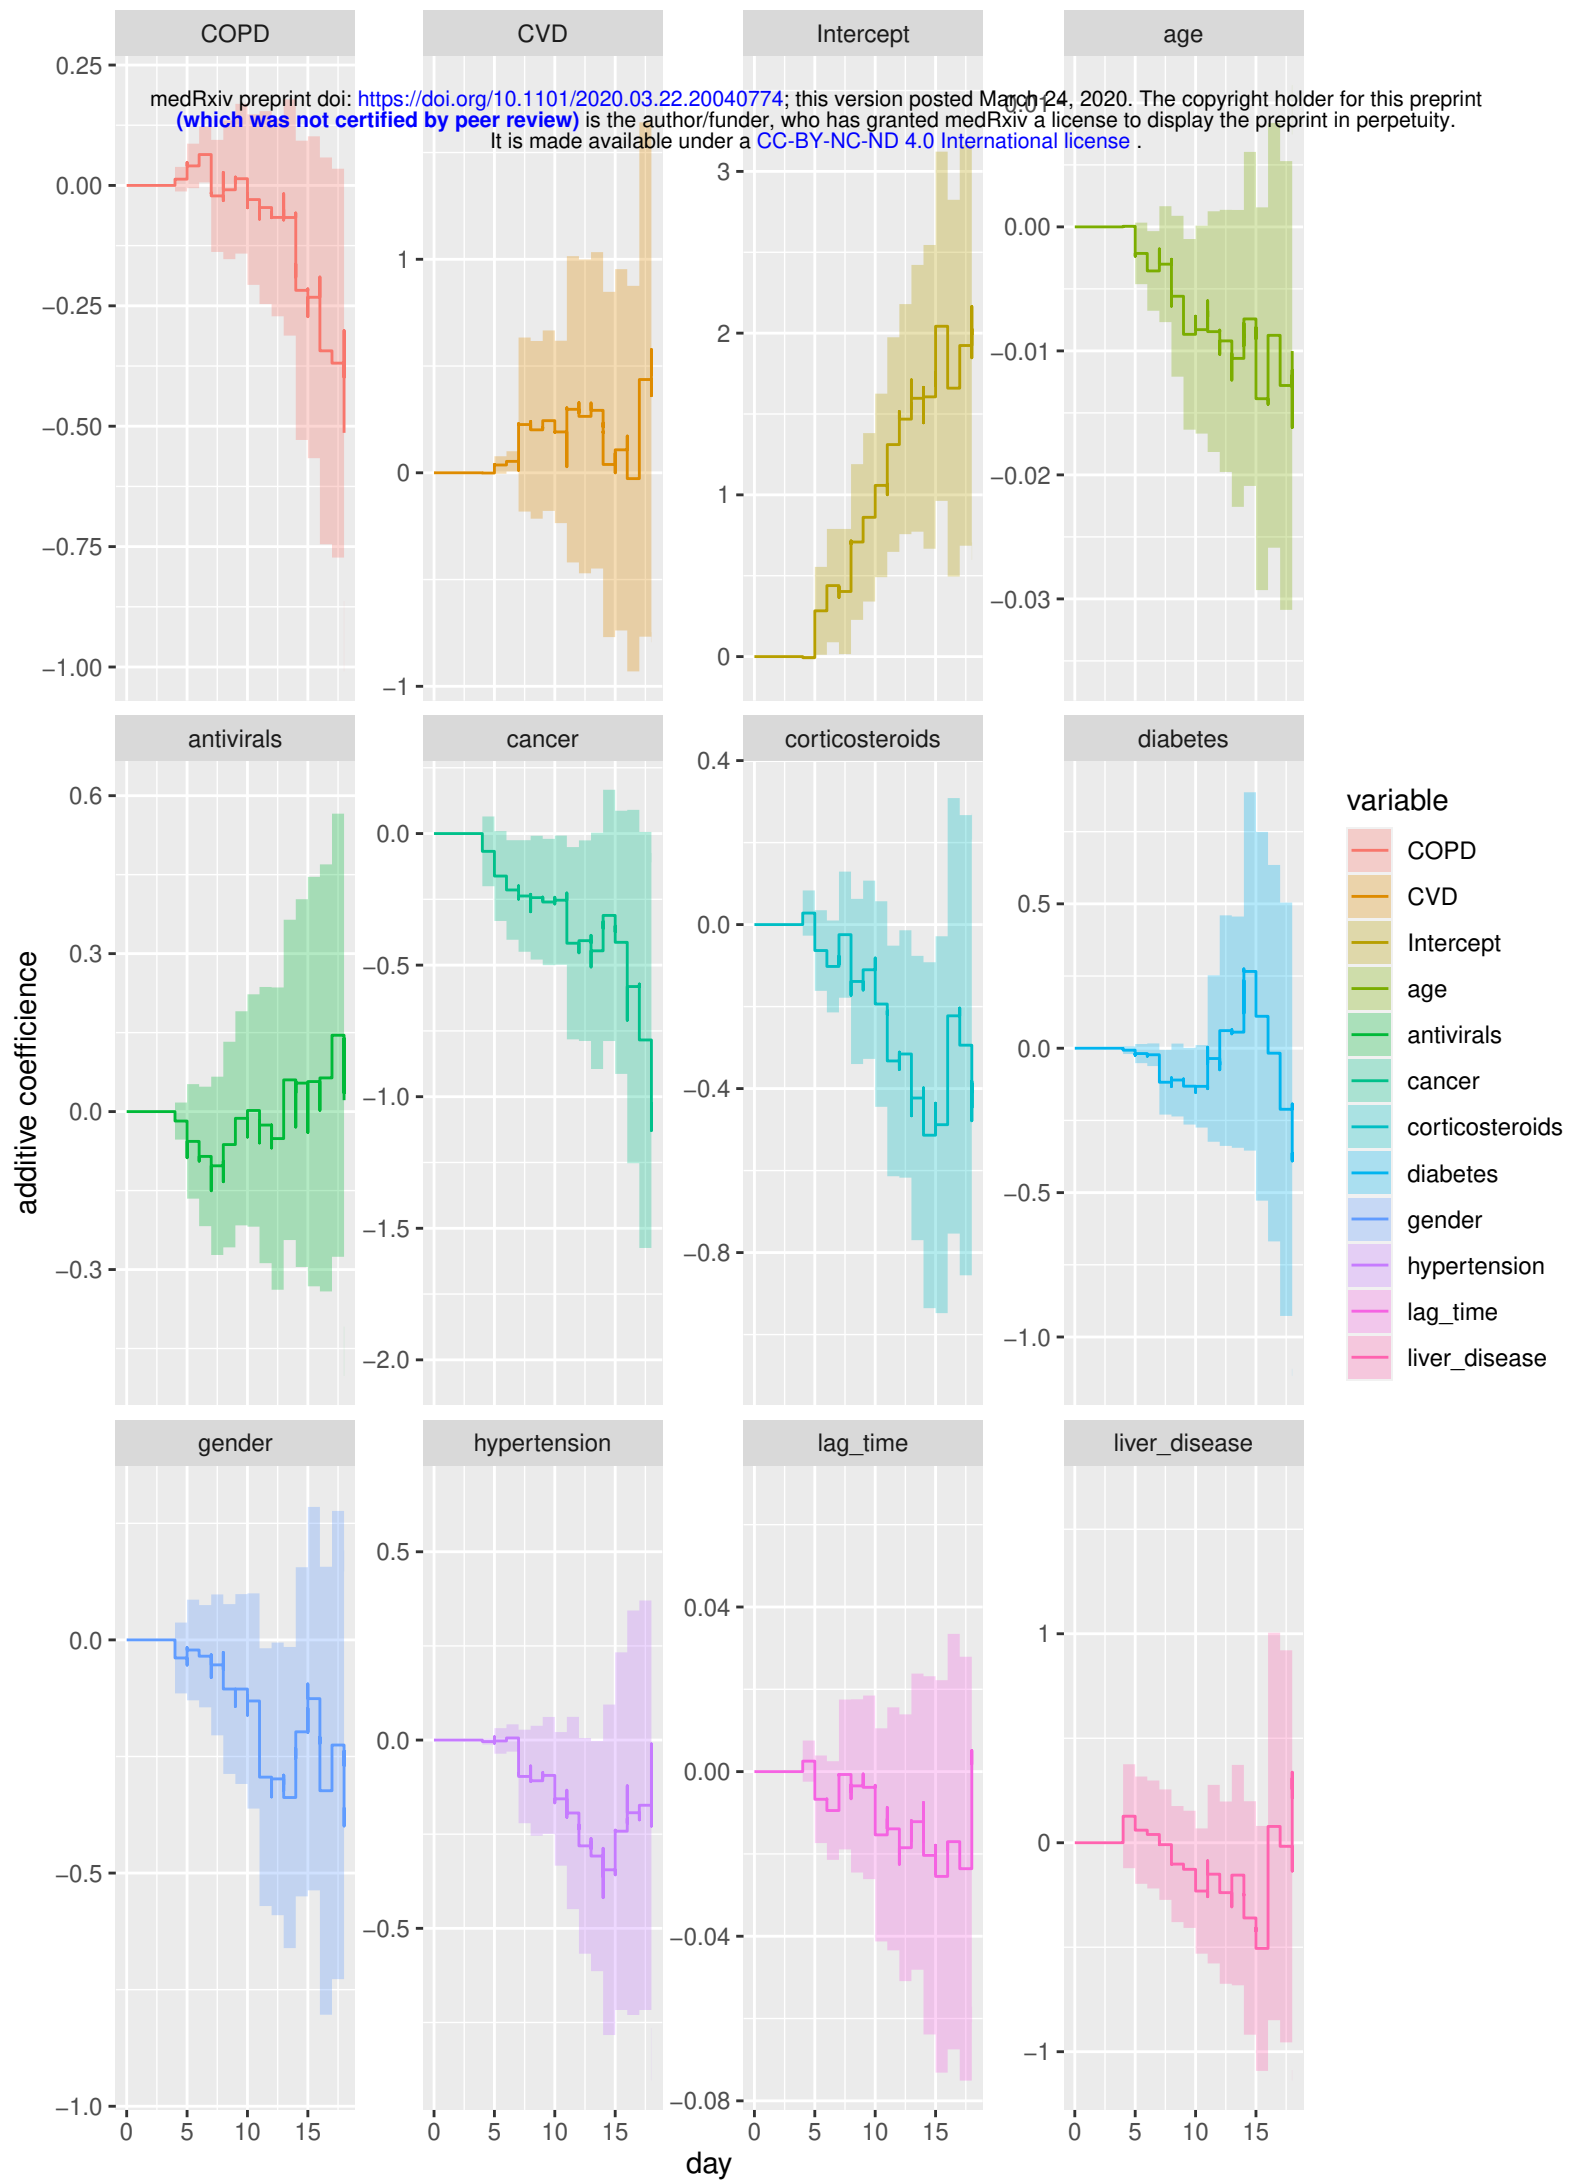 COPD CVD Intercept age
medRxiv preprint doi: https://doi.org/10.1101/2020.03.22.20040774; this version posted March 24, 2020. The copyright holder for this preprint
(which was not certified by peer review) is the author/funder, who has granted medRxiv a license to display the preprint in perpetuity.
It is made available under a CC-BY-NC-ND 4.0 International license .
0.25
0.00
−0.25
−0.50
−0.75
−1.00
1
0
−1
3
2
1
0
0.01
0.00
−0.01
−0.02
−0.03
antivirals cancer corticosteroids diabetes
0.6
0.3
0.0
−0.3
0.0
−0.5
−1.0
−1.5
−2.0
0.4
0.0
−0.4
−0.8
0.5
0.0
−0.5
−1.0
additive coefficience
gender hypertension lag_time liver_disease
0.0
−0.5
−1.0
0.5
0.0
−0.5
0.04
0.00
−0.04
−0.08
1
0
−1
0 5 10 15 0 5 10 15 0 5 10 15 0 5 10 15
day
variable
COPD
CVD
Intercept
age
antivirals
cancer
corticosteroids
diabetes
gender
hypertension
lag_time
liver_disease